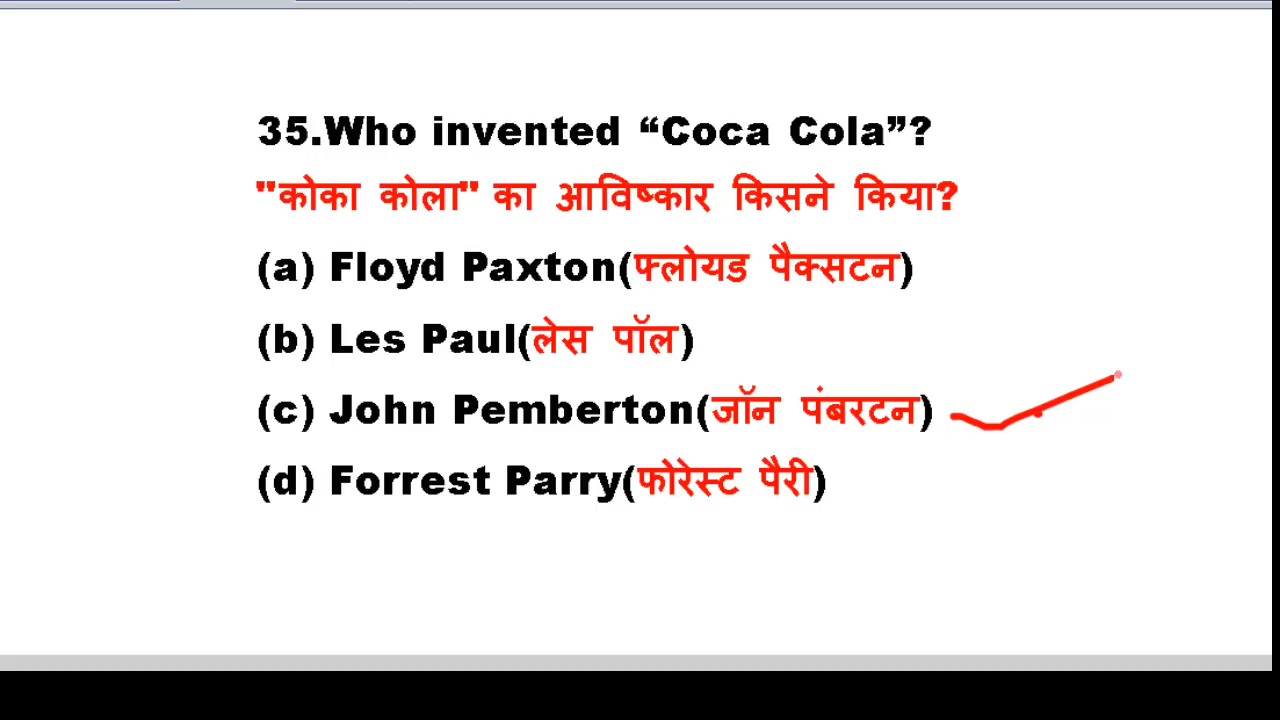 35.Who invented “Coca Cola”?
"कोका कोला" का आविष्कार किसने किया?
(a) Floyd Paxton(फ्लोयड पैक्सटन)
(b) Les Paul(लेस पॉल)
(c) John Pemberton(जॉन पंबरटन)
(d) Forrest Parry(फोरेस्ट पैरी)